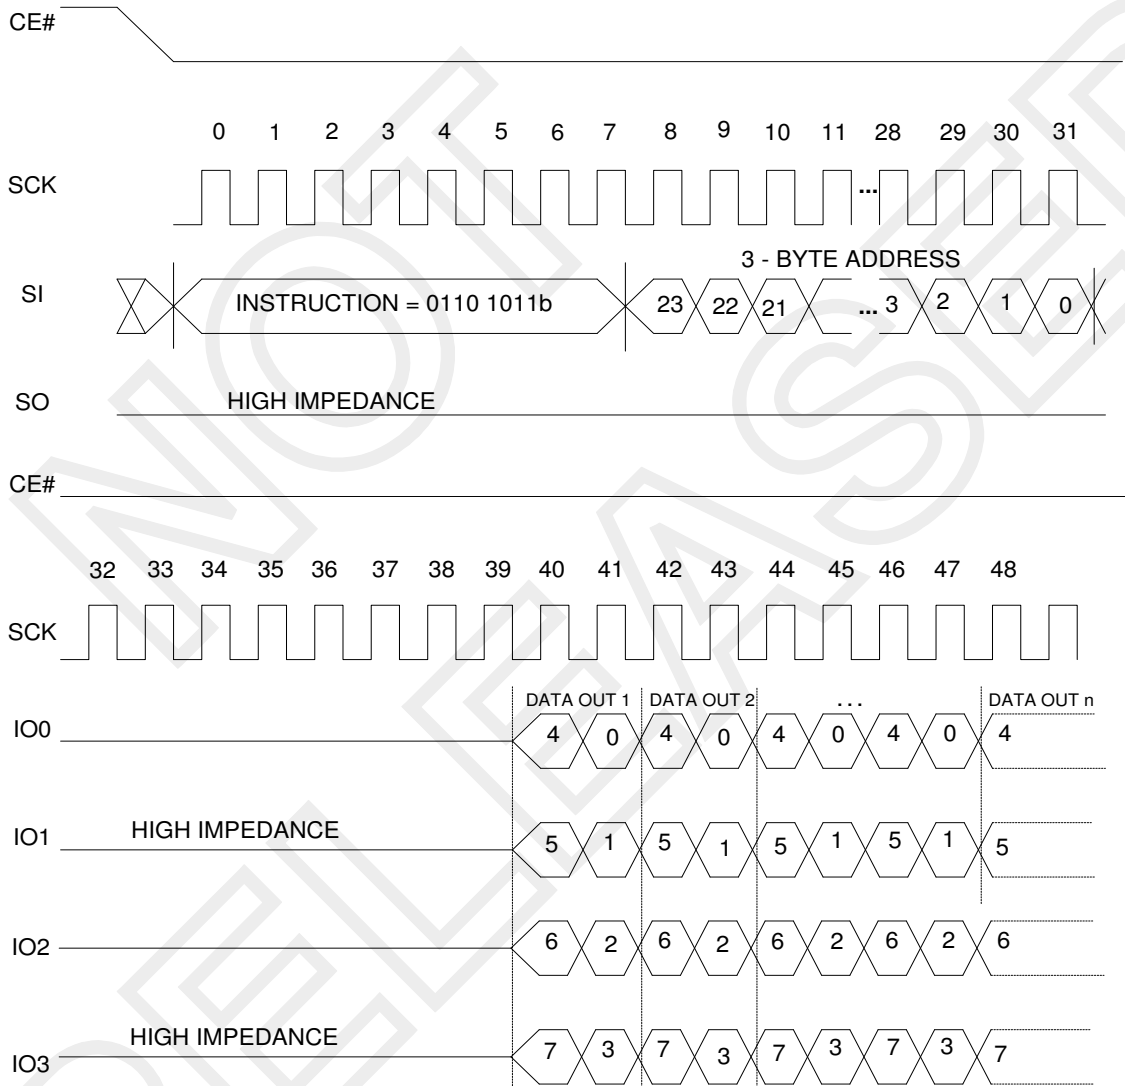 CE#
0 1 2 3 4 5 6 7 8 9 10 11 28 29 30 31
SCK ...
3 - BYTE ADDRESS
SI INSTRUCTION = 0110 1011b 23 22 21 ... 3 2 1 0
SO HIGH IMPEDANCE
CE#
32 33 34 35 36 37 38 39 40 41 42 43 44 45 46 47 48
SCK
DATA OUT 1 DATA OUT 2 ... DATA OUT n
IO0 4 0 4 0 4 0 4 0 4
IO1 HIGH IMPEDANCE 5 1 5 1 5 1 5 1 5
IO2 6 2 6 2 6 2 6 2 6
IO3 HIGH IMPEDANCE 7 3 7 3 7 3 7 3 7
NOT
RELEASED